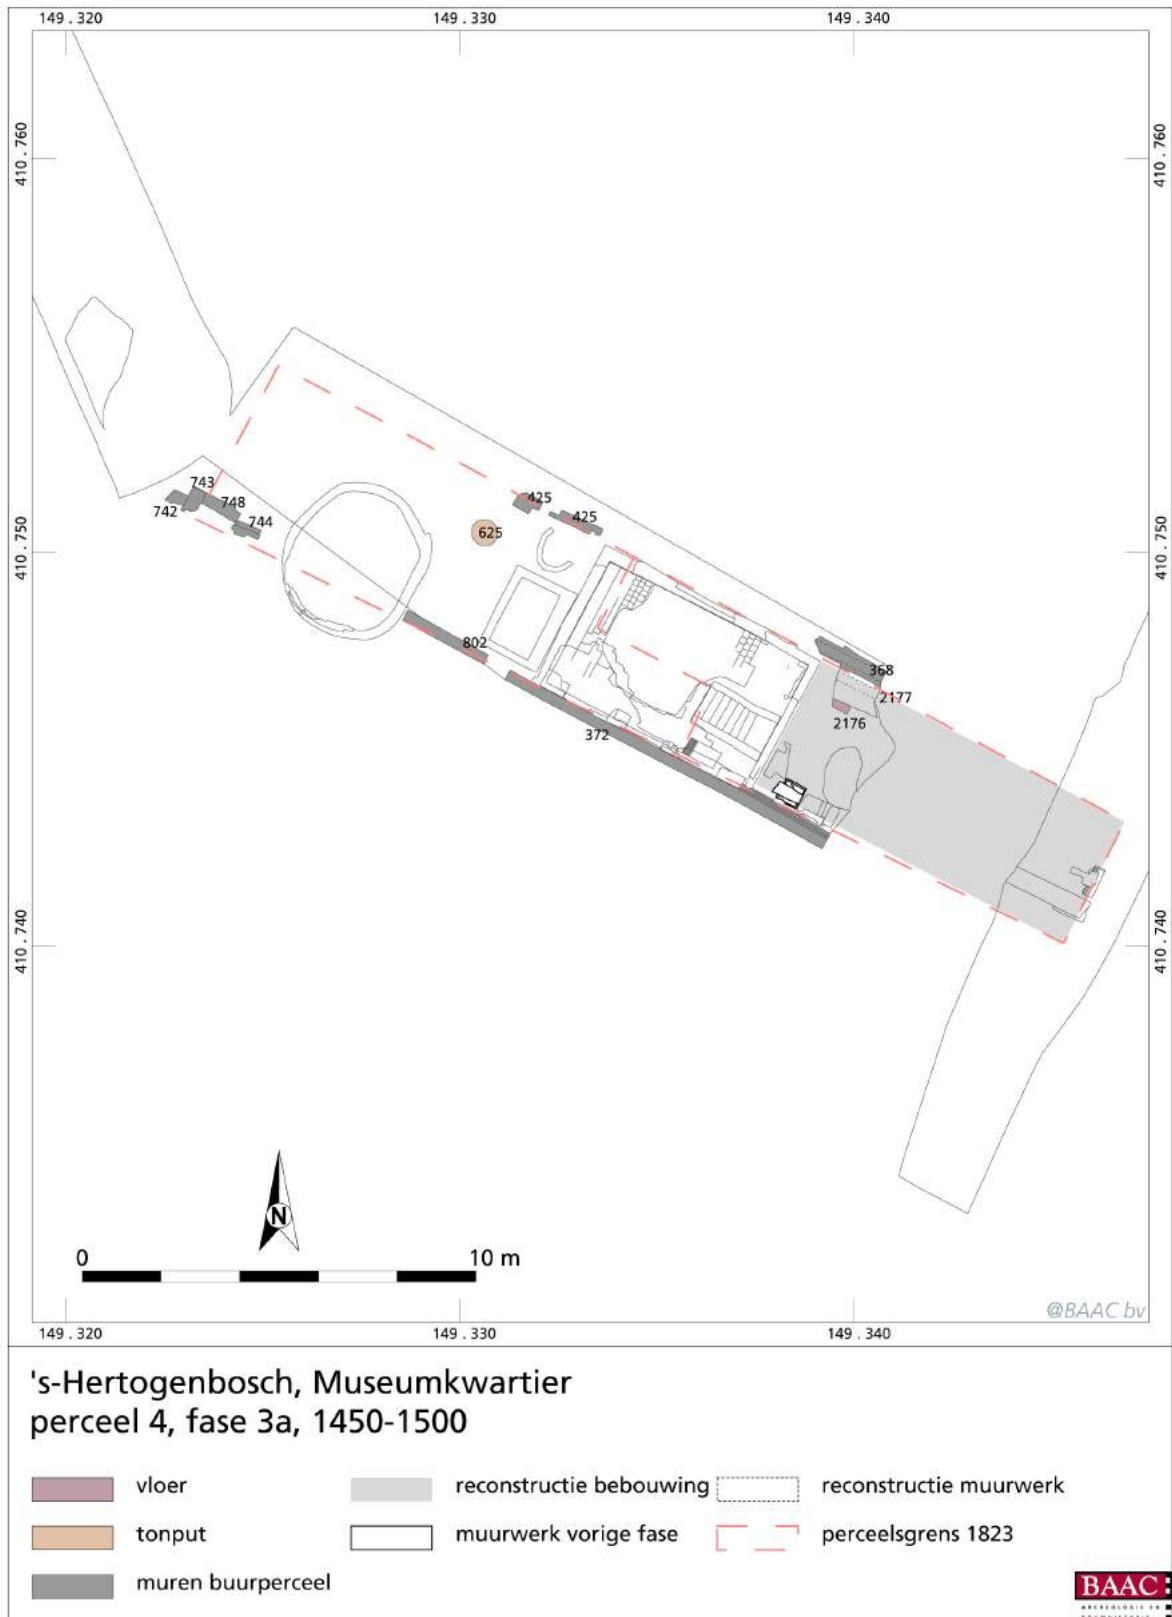 149.320 149.330 149.340
410.760 410.760
743
742
748
744
425
425
625
410.750 410.750
802
368
2177
2176
372
410.740 410.740
N
0 10 m
@BAAC bv
149.320 149.330 149.340
's-Hertogenbosch, Museumkwartier
perceel 4, fase 3a, 1450-1500
vloer reconstructie bebouwing reconstructie muurwerk
tonput muurwerk vorige fase perceelsgrens 1823
muren buurperceel
BAAC
ARCHEOLOGIE EN